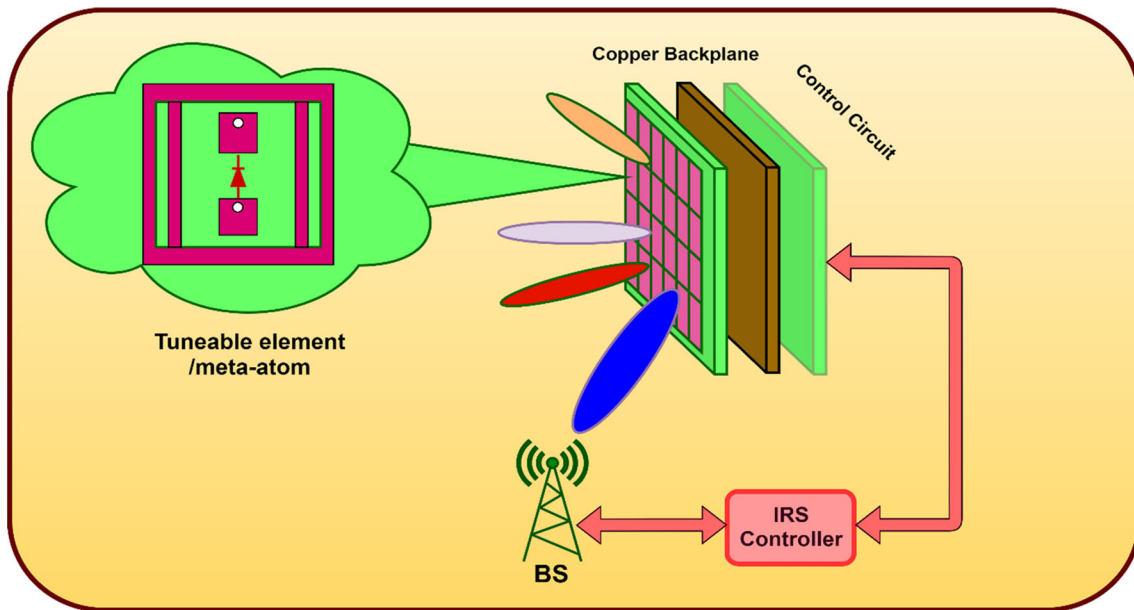 Copper Backplane
Control Circuit
Tuneable element
/meta-atom
BS
IRS
Controller